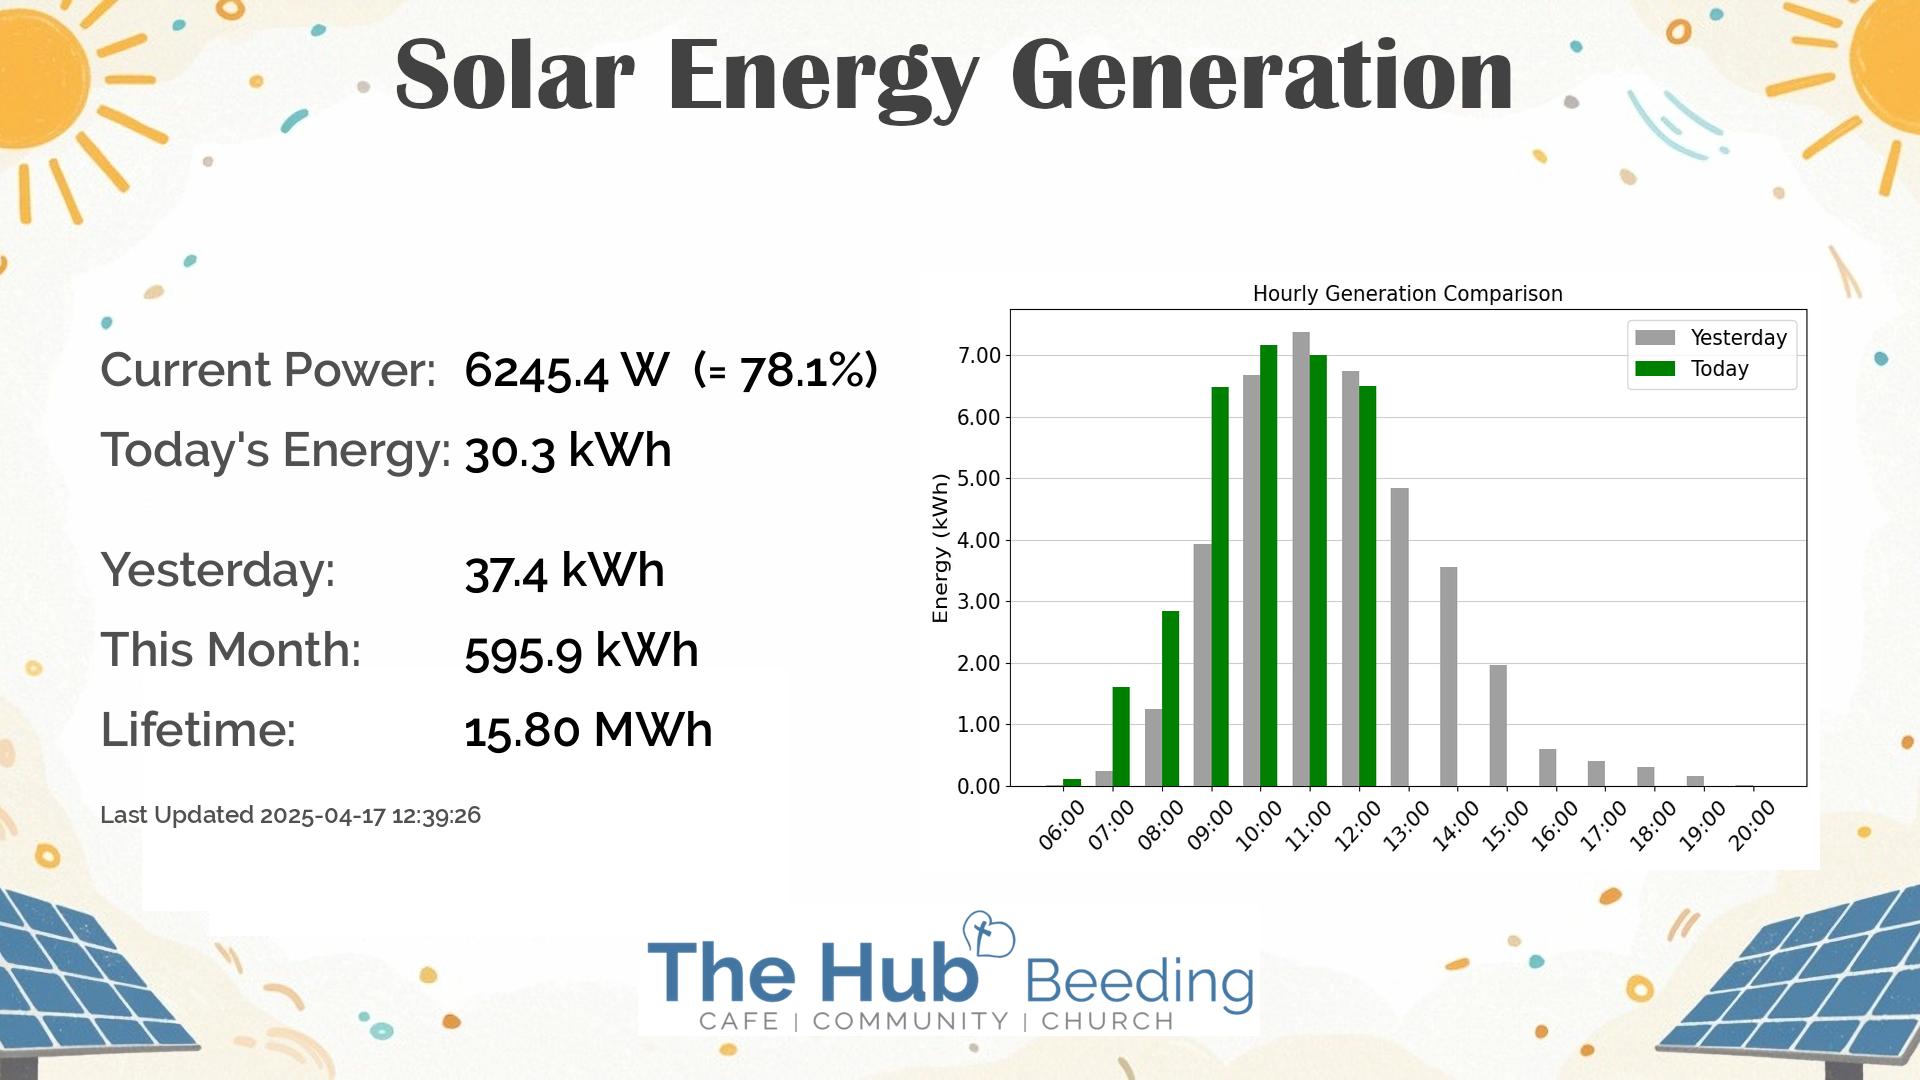 Solar Energy Generation
Current Power: 6245.4 W (= 78.1%)
Today's Energy: 30.3 kWh
Yesterday: 37.4 kWh
This Month: 595.9 kWh
Lifetime: 15.80 MWh
Last Updated 2025-04-17 12:39:26
Hourly Generation Comparison
Yesterday
Today
Energy (kWh)
7.00
6.00
5.00
4.00
3.00
2.00
1.00
0.00
06:00 07:00 08:00 09:00 10:00 11:00 12:00 13:00 14:00 15:00 16:00 17:00 18:00 19:00 20:00
The Hub Beeding
CAFE | COMMUNITY | CHURCH